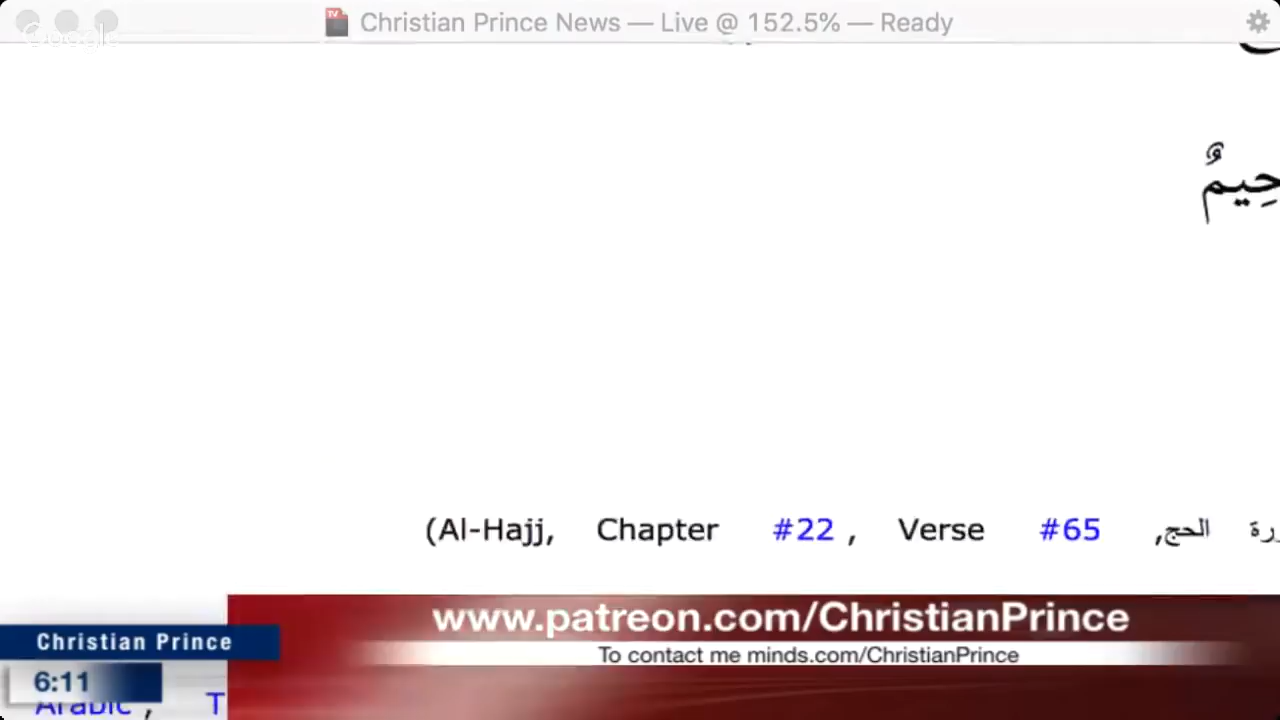 Christian Prince News — Live @ 152.5% — Ready
Google
(Al-Hajj, Chapter #22 , Verse #65 الحج,
www.patreon.com/ChristianPrince
To contact me minds.com/ChristianPrince
Christian Prince
6:11
Arabic ,